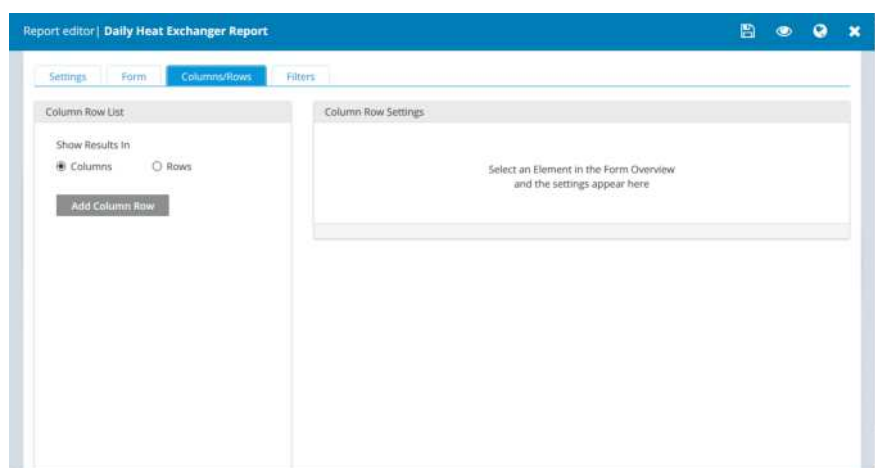 Report editor| Daily Heat Exchanger Report
Settings Form Columns/Rows Filters
Column Row List
Show Results In
Columns Rows
Add Column Row
Column Row Settings
Select an Element in the Form Overview
and the settings appear here